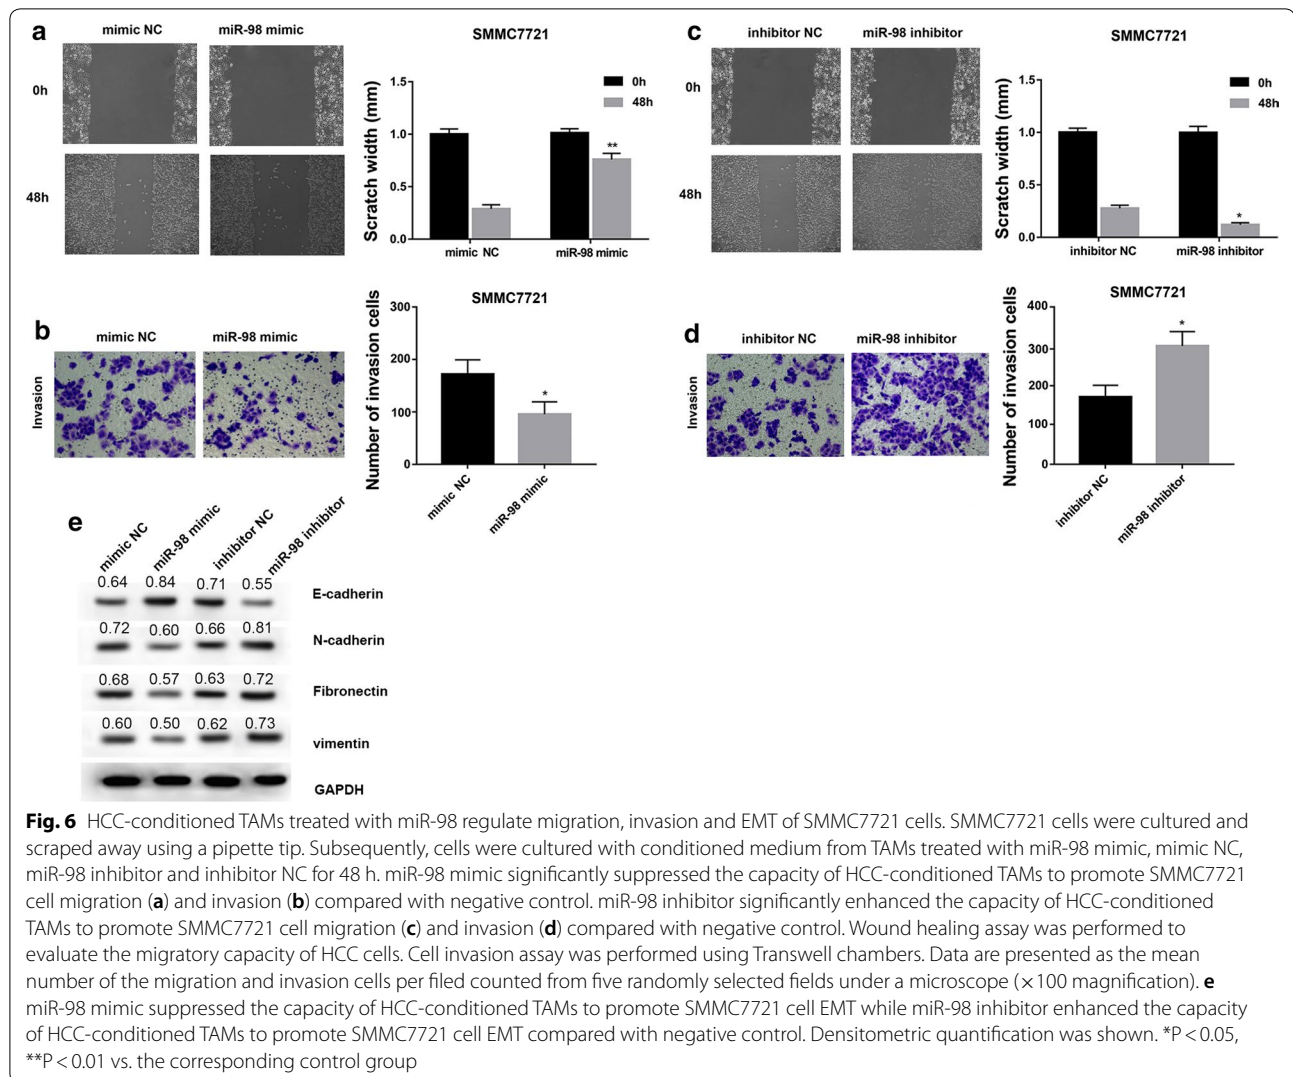 a
mimic NC
miR-98 mimic
0h
48h
SMMC7721
0h
48h
Scratch width (mm)
1.5
1.0
0.5
0.0
**
mimic NC
miR-98 mimic
c
inhibitor NC
miR-98 inhibitor
0h
48h
SMMC7721
0h
48h
Scratch width (mm)
1.5
1.0
0.5
0.0
*
inhibitor NC
miR-98 inhibitor
b
mimic NC
miR-98 mimic
Invasion
SMMC7721
Number of invasion cells
300
200
100
0
*
mimic NC
miR-98 mimic
d
inhibitor NC
miR-98 inhibitor
Invasion
SMMC7721
Number of invasion cells
400
300
200
100
0
*
inhibitor NC
miR-98 inhibitor
e
mimic NC
miR-98 mimic
inhibitor NC
miR-98 inhibitor
0.64 0.84 0.71 0.55
E-cadherin
0.72 0.60 0.66 0.81
N-cadherin
0.68 0.57 0.63 0.72
Fibronectin
0.60 0.50 0.62 0.73
vimentin
GAPDH
Fig. 6 HCC-conditioned TAMs treated with miR-98 regulate migration, invasion and EMT of SMMC7721 cells. SMMC7721 cells were cultured and
scraped away using a pipette tip. Subsequently, cells were cultured with conditioned medium from TAMs treated with miR-98 mimic, mimic NC,
miR-98 inhibitor and inhibitor NC for 48 h. miR-98 mimic significantly suppressed the capacity of HCC-conditioned TAMs to promote SMMC7721
cell migration (a) and invasion (b) compared with negative control. miR-98 inhibitor significantly enhanced the capacity of HCC-conditioned
TAMs to promote SMMC7721 cell migration (c) and invasion (d) compared with negative control. Wound healing assay was performed to
evaluate the migratory capacity of HCC cells. Cell invasion assay was performed using Transwell chambers. Data are presented as the mean
number of the migration and invasion cells per filed counted from five randomly selected fields under a microscope (×100 magnification). e
miR-98 mimic suppressed the capacity of HCC-conditioned TAMs to promote SMMC7721 cell EMT while miR-98 inhibitor enhanced the capacity
of HCC-conditioned TAMs to promote SMMC7721 cell EMT compared with negative control. Densitometric quantification was shown. *P < 0.05,
**P < 0.01 vs. the corresponding control group